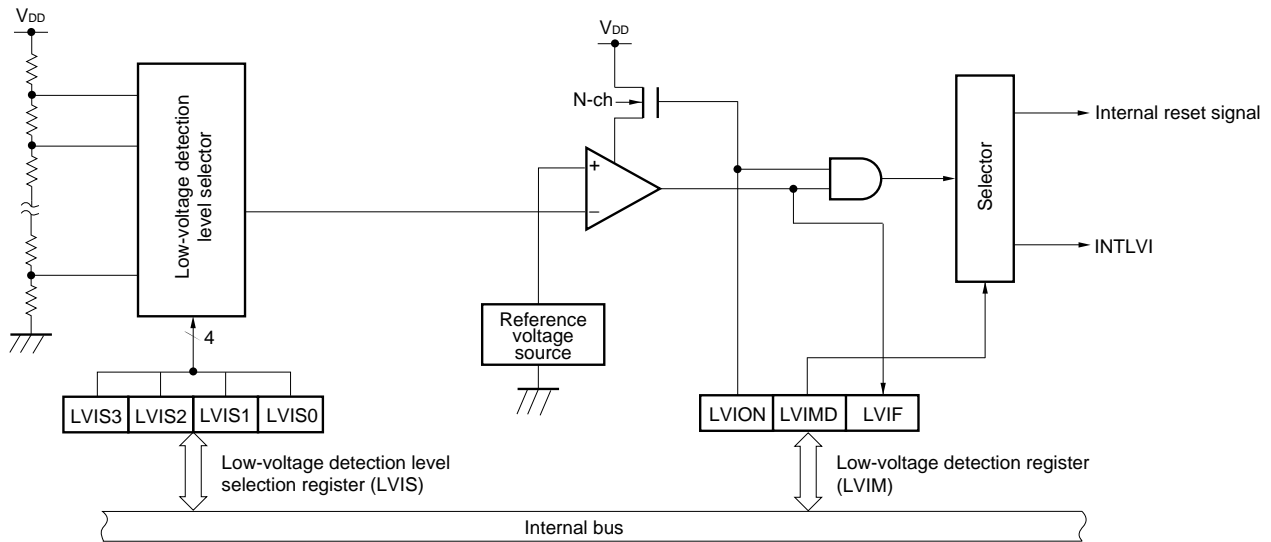 VDD
VDD
Low-voltage detection
level selector
N-ch
+
−
Selector
Internal reset signal
INTLVI
4
Reference
voltage
source
LVIS3 LVIS2 LVIS1 LVIS0
LVION LVIMD LVIF
Low-voltage detection level
selection register (LVIS)
Low-voltage detection register
(LVIM)
Internal bus